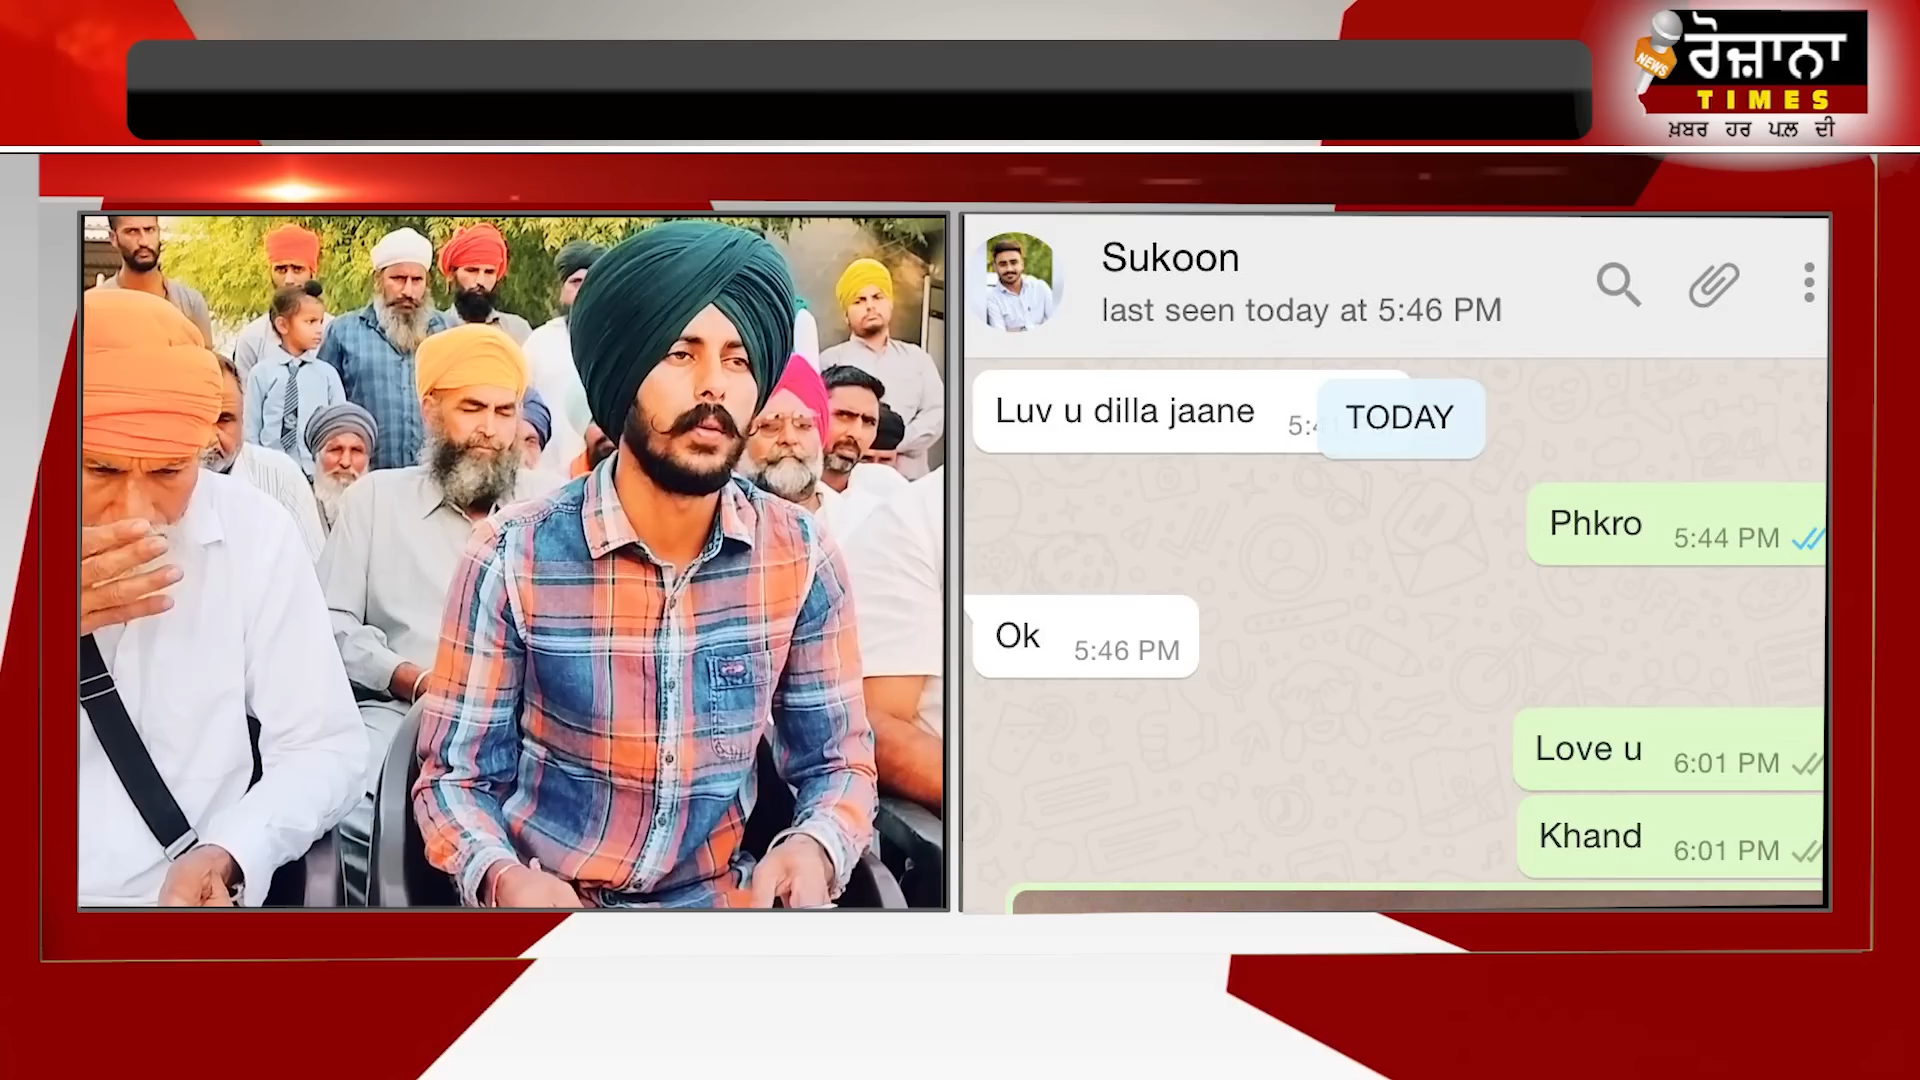 ਰੋਜ਼ਾਨਾ
NEWS
TIMES
ਖ਼ਬਰ ਹਰ ਪਲ ਦੀ
Sukoon
last seen today at 5:46 PM
Luv u dilla jaane
TODAY
Phkro 5:44 PM
Ok 5:46 PM
Love u 6:01 PM
Khand 6:01 PM